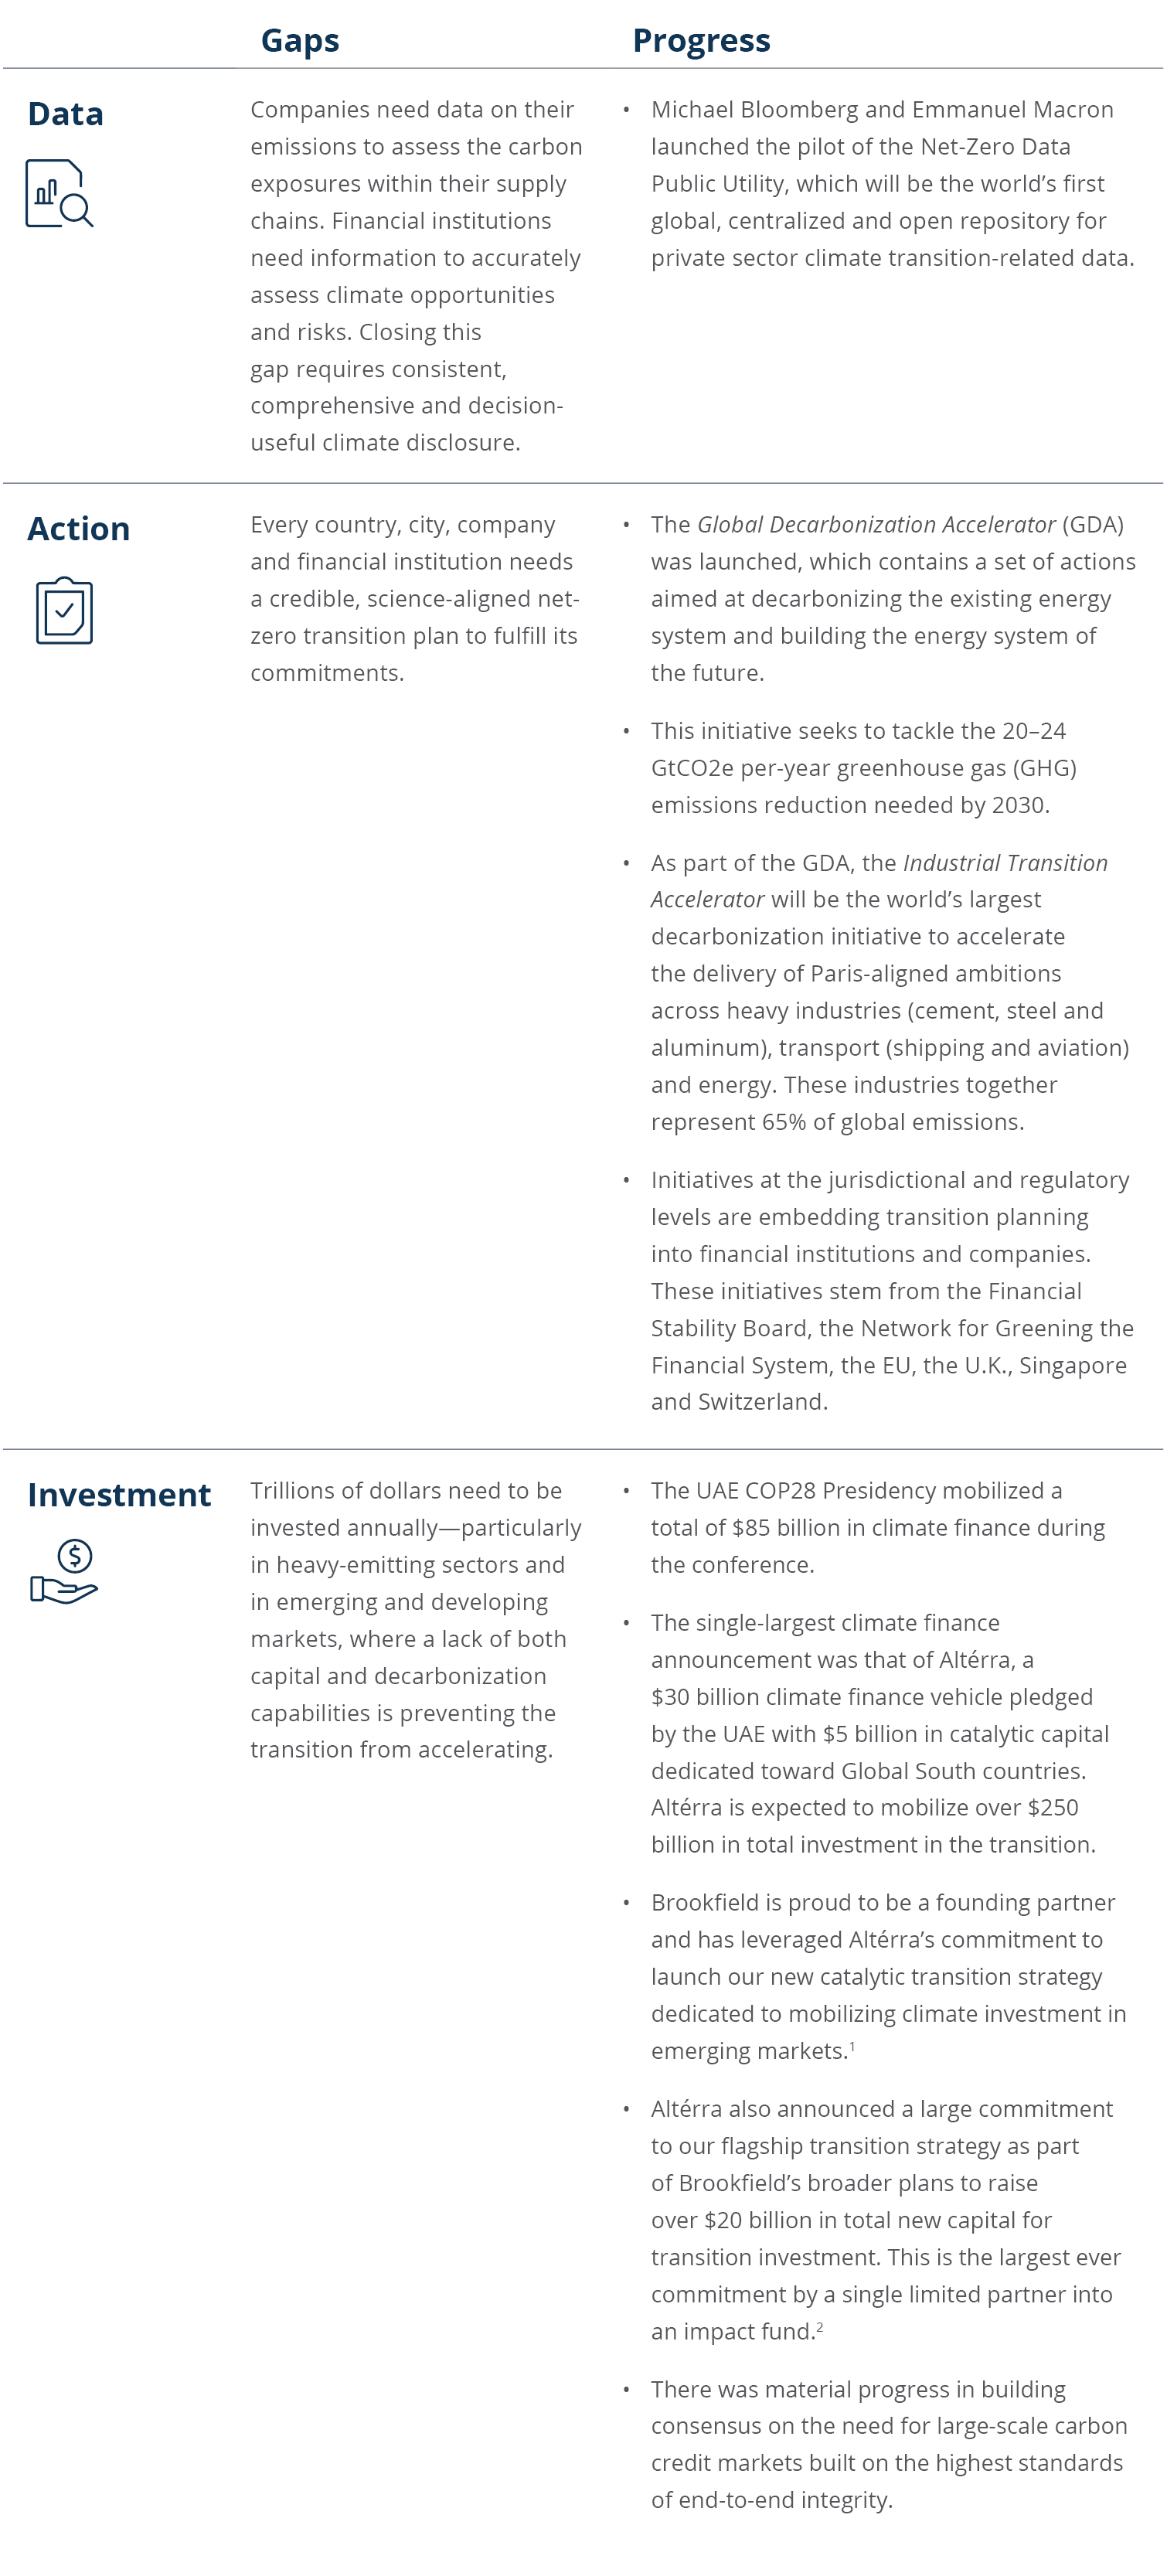 Gaps
Progress
Data
Companies need data on their
emissions to assess the carbon
exposures within their supply
chains. Financial institutions
need information to accurately
assess climate opportunities
and risks. Closing this
gap requires consistent,
comprehensive and decision-
useful climate disclosure.
• Michael Bloomberg and Emmanuel Macron
launched the pilot of the Net-Zero Data
Public Utility, which will be the world’s first
global, centralized and open repository for
private sector climate transition-related data.
Action
Every country, city, company
and financial institution needs
a credible, science-aligned net-
zero transition plan to fulfill its
commitments.
• The Global Decarbonization Accelerator (GDA)
was launched, which contains a set of actions
aimed at decarbonizing the existing energy
system and building the energy system of
the future.
• This initiative seeks to tackle the 20–24
GtCO2e per-year greenhouse gas (GHG)
emissions reduction needed by 2030.
• As part of the GDA, the Industrial Transition
Accelerator will be the world’s largest
decarbonization initiative to accelerate
the delivery of Paris-aligned ambitions
across heavy industries (cement, steel and
aluminum), transport (shipping and aviation)
and energy. These industries together
represent 65% of global emissions.
• Initiatives at the jurisdictional and regulatory
levels are embedding transition planning
into financial institutions and companies.
These initiatives stem from the Financial
Stability Board, the Network for Greening the
Financial System, the EU, the U.K., Singapore
and Switzerland.
Investment
$
Trillions of dollars need to be
invested annually—particularly
in heavy-emitting sectors and
in emerging and developing
markets, where a lack of both
capital and decarbonization
capabilities is preventing the
transition from accelerating.
• The UAE COP28 Presidency mobilized a
total of $85 billion in climate finance during
the conference.
• The single-largest climate finance
announcement was that of Altérra, a
$30 billion climate finance vehicle pledged
by the UAE with $5 billion in catalytic capital
dedicated toward Global South countries.
Altérra is expected to mobilize over $250
billion in total investment in the transition.
• Brookfield is proud to be a founding partner
and has leveraged Altérra’s commitment to
launch our new catalytic transition strategy
dedicated to mobilizing climate investment in
emerging markets.¹
• Altérra also announced a large commitment
to our flagship transition strategy as part
of Brookfield’s broader plans to raise
over $20 billion in total new capital for
transition investment. This is the largest ever
commitment by a single limited partner into
an impact fund.²
• There was material progress in building
consensus on the need for large-scale carbon
credit markets built on the highest standards
of end-to-end integrity.